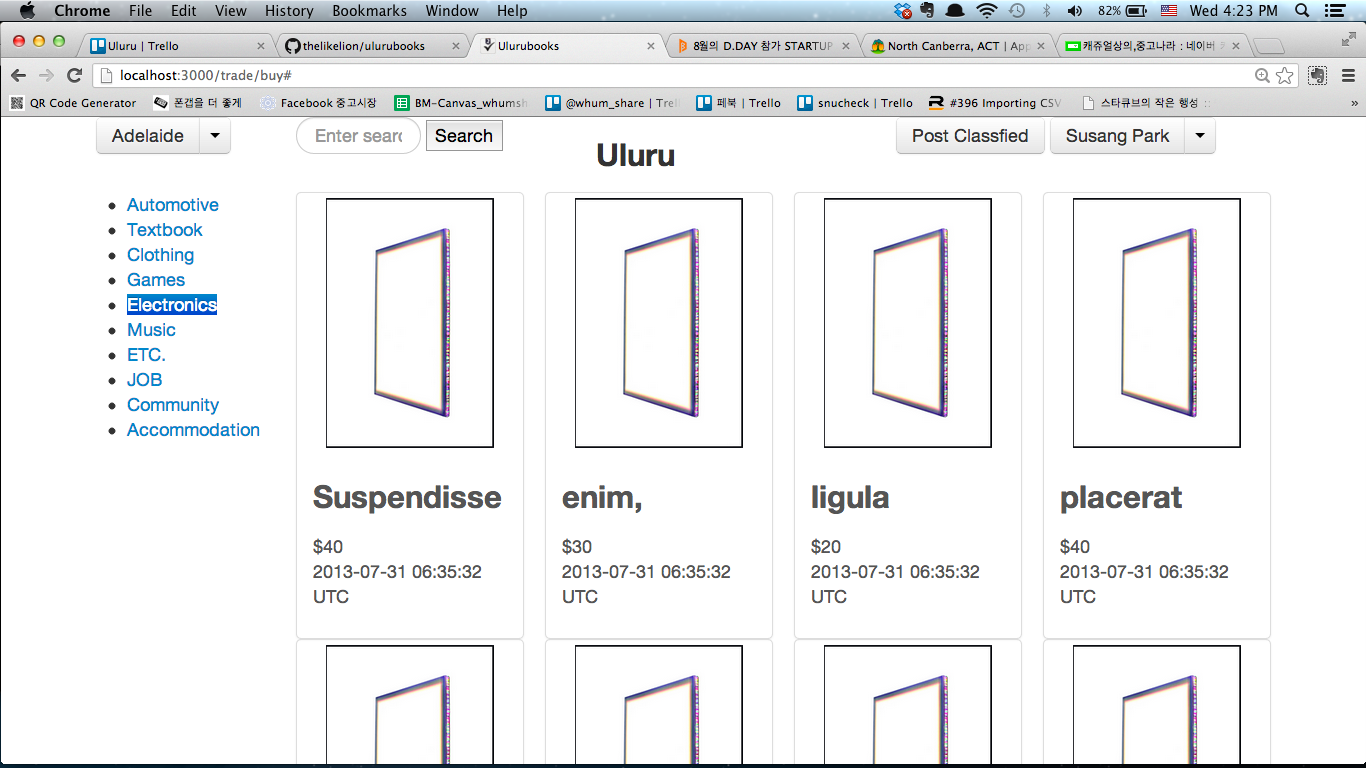 Chrome File Edit View History Bookmarks Window Help 82% Wed 4:23 PM
Uluru | Trello
thelikelion/ulurubooks
Ulurubooks
8월의 D.DAY 참가 STARTUP
North Canberra, ACT | App
캐쥬얼상의,중고나라 : 네이버
localhost:3000/trade/buy#
QR Code Generator
폰갭을 더 좋게
Facebook 중고시장
BM-Canvas_whumsh
@whum_share | Trel
페북 | Trello
snucheck | Trello
#396 Importing CSV
스타큐브의 작은 행성 ::
»
Adelaide
Enter searc
Search
Uluru
Post Classfied
Susang Park
Automotive
Textbook
Clothing
Games
Electronics
Music
ETC.
JOB
Community
Accommodation
Suspendisse
$40
2013-07-31 06:35:32
UTC
enim,
$30
2013-07-31 06:35:32
UTC
ligula
$20
2013-07-31 06:35:32
UTC
placerat
$40
2013-07-31 06:35:32
UTC